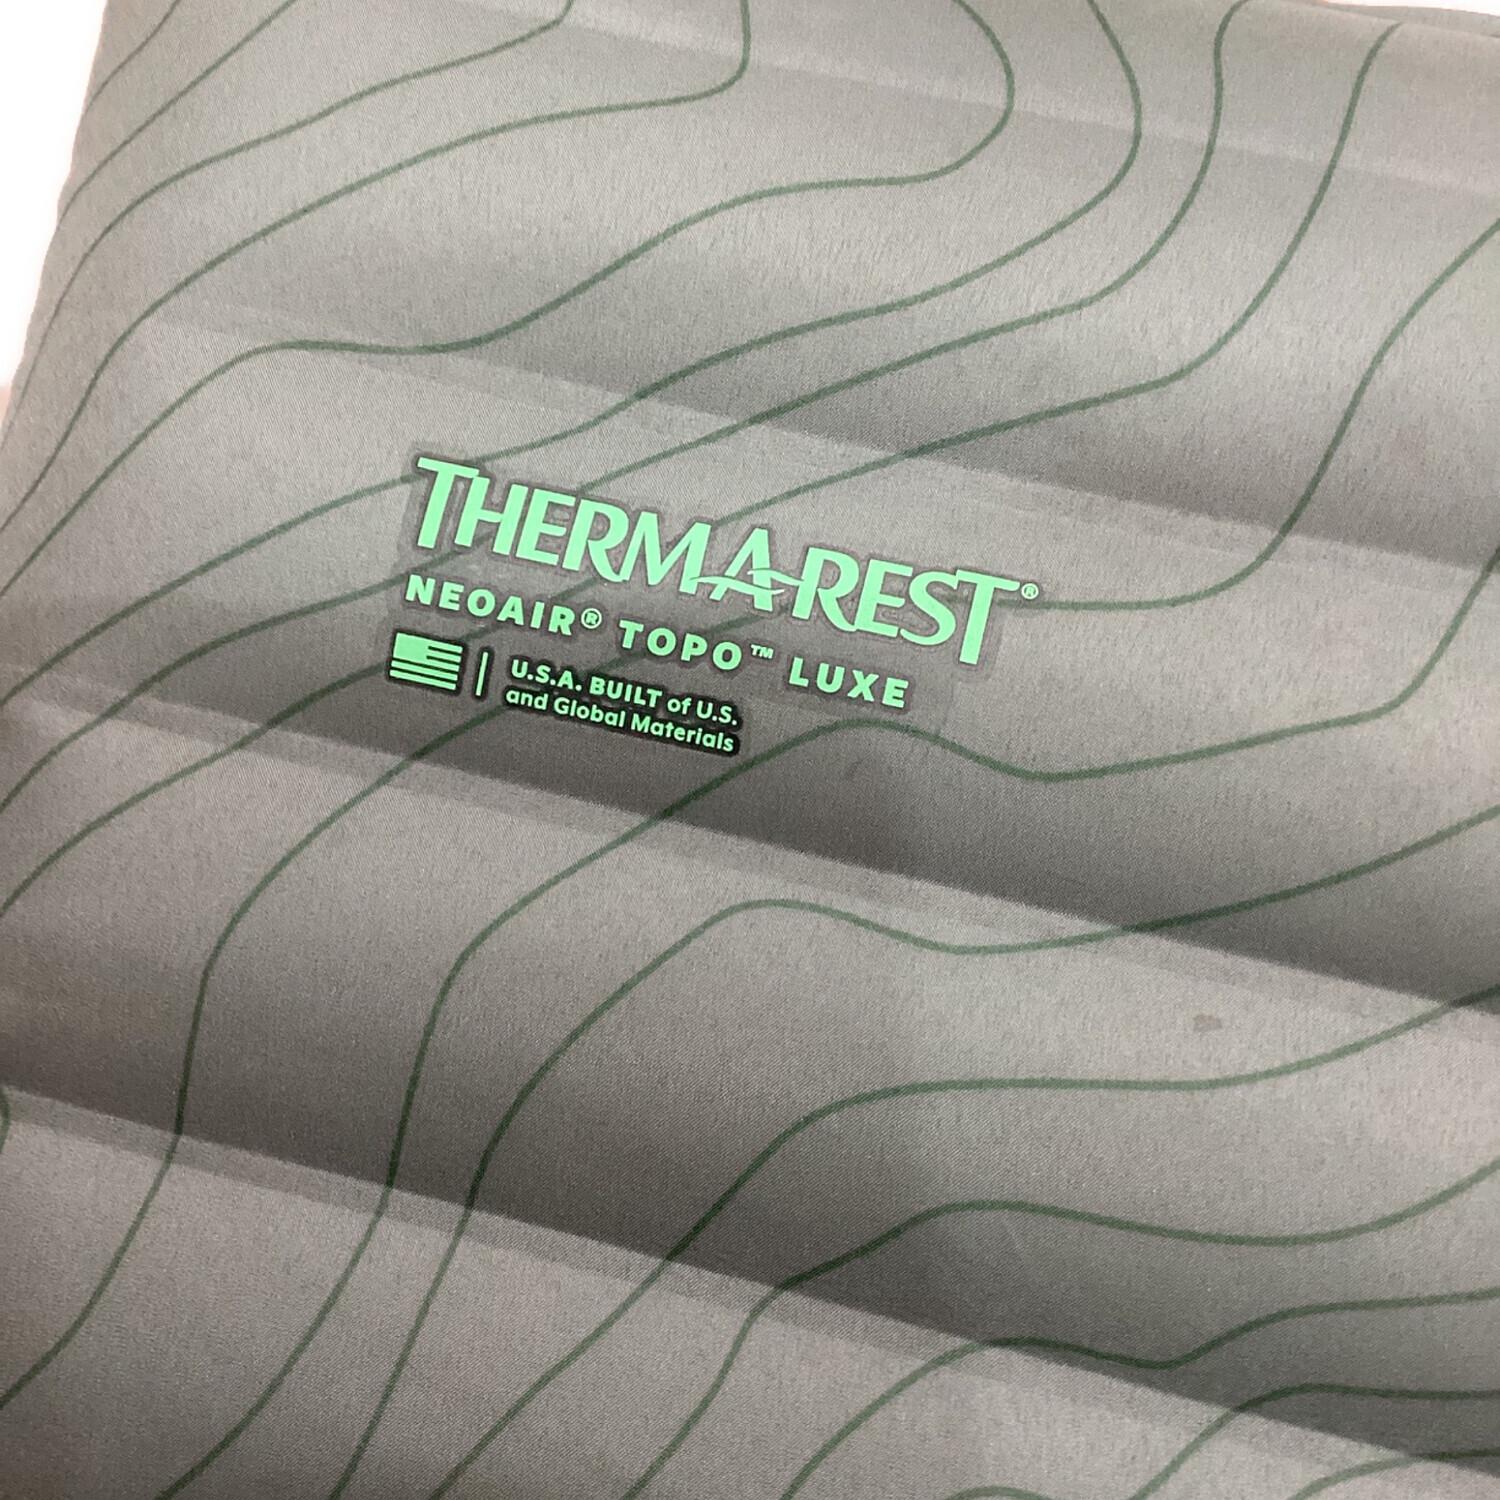 THERM-A-REST®
NEOAIR® TOPO™ LUXE
U.S.A. BUILT of U.S.
and Global Materials